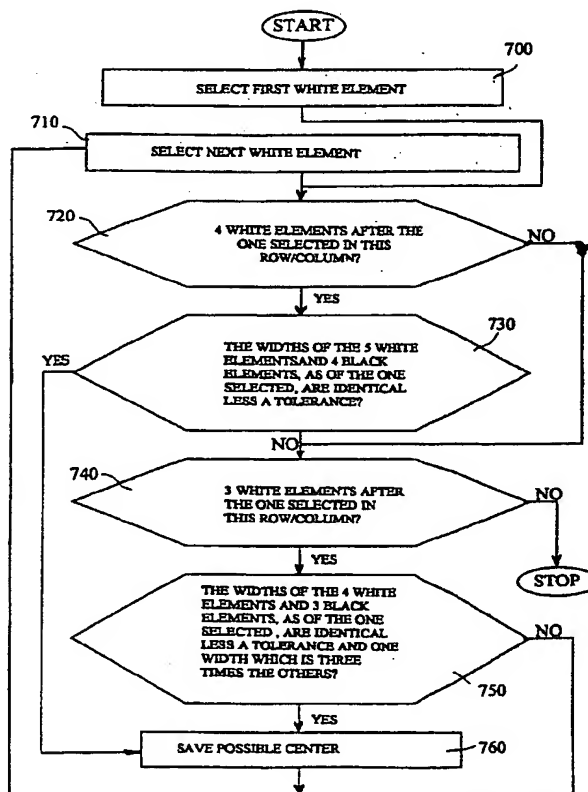 START
700
SELECT FIRST WHITE ELEMENT
710
SELECT NEXT WHITE ELEMENT
720
4 WHITE ELEMENTS AFTER THE
ONE SELECTED IN THIS
ROW/COLUMN?
NO
YES
730
YES
THE WIDTHS OF THE 5 WHITE
ELEMENTSAND 4 BLACK
ELEMENTS, AS OF THE ONE
SELECTED, ARE IDENTICAL
LESS A TOLERANCE?
NO
740
3 WHITE ELEMENTS AFTER
THE ONE SELECTED IN
THIS ROW/COLUMN?
NO
YES
STOP
THE WIDTHS OF THE 4 WHITE
ELEMENTS AND 3 BLACK
ELEMENTS, AS OF THE ONE
SELECTED , ARE IDENTICAL
LESS A TOLERANCE AND ONE
WIDTH WHICH IS THREE
TIMES THE OTHERS?
NO
750
YES
SAVE POSSIBLE CENTER
760